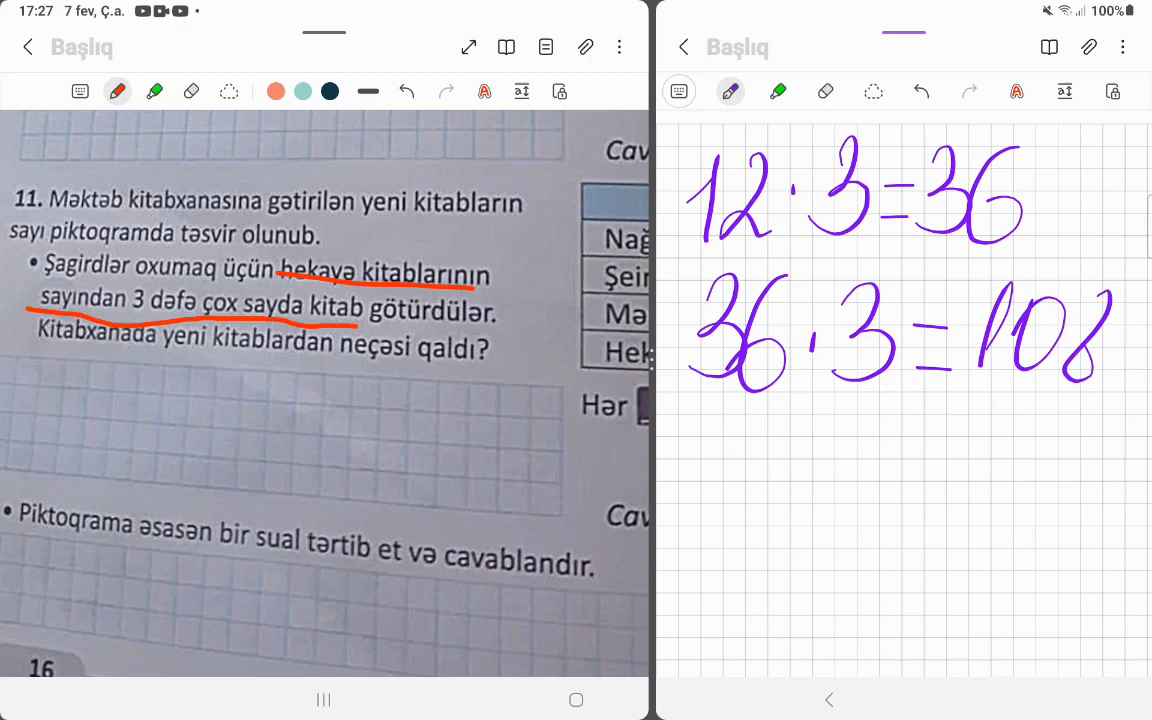 17:27 7 fev, Ç.a.
100%
Başlıq
Başlıq
Cav
11. Məktəb kitabxanasına gətirilən yeni kitabların
sayı piktoqramda təsvir olunub.
• Şagirdlər oxumaq üçün hekayə kitablarının
sayından 3 dəfə çox sayda kitab götürdülər.
Kitabxanada yeni kitablardan neçəsi qaldı?
Nağ
Şeir
Mə
Hek
Hər
Cav
• Piktoqrama əsasən bir sual tərtib et və cavablandır.
16
12 · 3 = 36
36 · 3 = 108